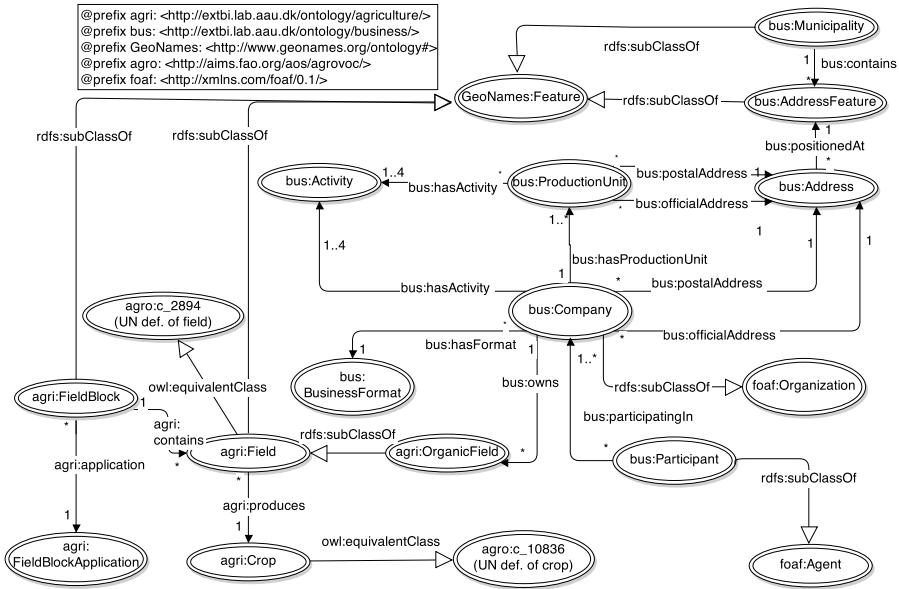 @prefix agri: <http://extbi.lab.aau.dk/ontology/agriculture/>
@prefix bus: <http://extbi.lab.aau.dk/ontology/business/>
@prefix GeoNames: <http://www.geonames.org/ontology#>
@prefix agro: <http://aims.fao.org/aos/agrovoc/>
@prefix foaf: <http://xmlns.com/foaf/0.1/>
bus:Municipality
rdfs:subClassOf
1
bus:contains
*
GeoNames:Feature
rdfs:subClassOf
bus:AddressFeature
rdfs:subClassOf
rdfs:subClassOf
1
bus:positionedAt
*
bus:Activity
1..4
bus:hasActivity
*
bus:ProductionUnit
*
bus:postalAddress
1
bus:Address
*
bus:officialAddress
1
1..4
1..*
1
1
bus:hasProductionUnit
1
bus:hasActivity
*
bus:postalAddress
agro:c_2894
(UN def. of field)
bus:Company
*
bus:hasFormat
1
1
1..*
*
bus:officialAddress
bus:
BusinessFormat
bus:owns
rdfs:subClassOf
foaf:Organization
owl:equivalentClass
agri:FieldBlock
1
agri:
contains
*
bus:participatingIn
*
agri:Field
rdfs:subClassOf
agri:OrganicField
*
bus:Participant
*
agri:application
1
*
agri:produces
1
rdfs:subClassOf
agri:
FieldBlockApplication
agri:Crop
owl:equivalentClass
agro:c_10836
(UN def. of crop)
foaf:Agent